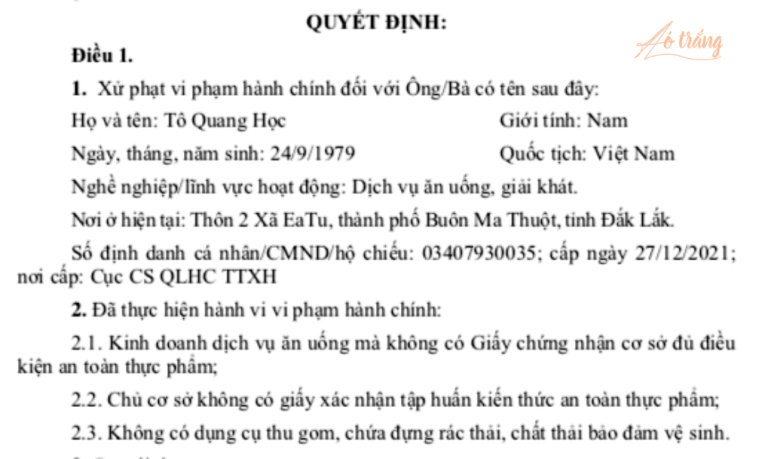 QUYẾT ĐỊNH:
Áo trắng
Điều 1.
1. Xử phạt vi phạm hành chính đối với Ông/Bà có tên sau đây:
Họ và tên: Tô Quang Học Giới tính: Nam
Ngày, tháng, năm sinh: 24/9/1979 Quốc tịch: Việt Nam
Nghề nghiệp/lĩnh vực hoạt động: Dịch vụ ăn uống, giải khát.
Nơi ở hiện tại: Thôn 2 Xã EaTu, thành phố Buôn Ma Thuột, tỉnh Đắk Lắk.
Số định danh cá nhân/CMND/hộ chiếu: 03407930035; cấp ngày 27/12/2021;
nơi cấp: Cục CS QLHC TTXH
2. Đã thực hiện hành vi vi phạm hành chính:
2.1. Kinh doanh dịch vụ ăn uống mà không có Giấy chứng nhận cơ sở đủ điều
kiện an toàn thực phẩm;
2.2. Chủ cơ sở không có giấy xác nhận tập huấn kiến thức an toàn thực phẩm;
2.3. Không có dụng cụ thu gom, chứa đựng rác thải, chất thải bảo đảm vệ sinh.